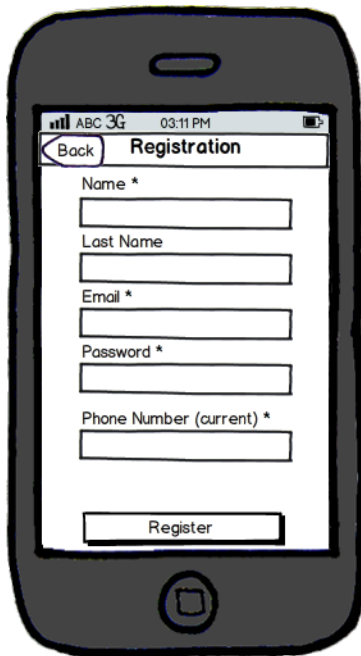 ABC 3G 03:11 PM
Back Registration
Name *
Last Name
Email *
Password *
Phone Number (current) *
Register